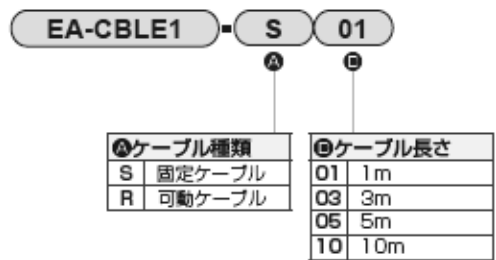 EA-CBLE1 - S 01
Ⓐ Ⓑ
Ⓐケーブル種類
S 固定ケーブル
R 可動ケーブル
Ⓑケーブル長さ
01 1m
03 3m
05 5m
10 10m